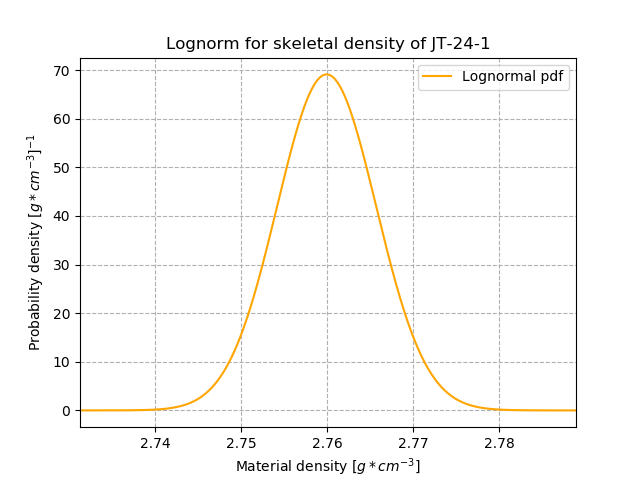 Lognorm for skeletal density of JT-24-1
Lognormal pdf
Probability density [g*cm⁻³]⁻¹
70
60
50
40
30
20
10
0
2.74 2.75 2.76 2.77 2.78
Material density [g*cm⁻³]